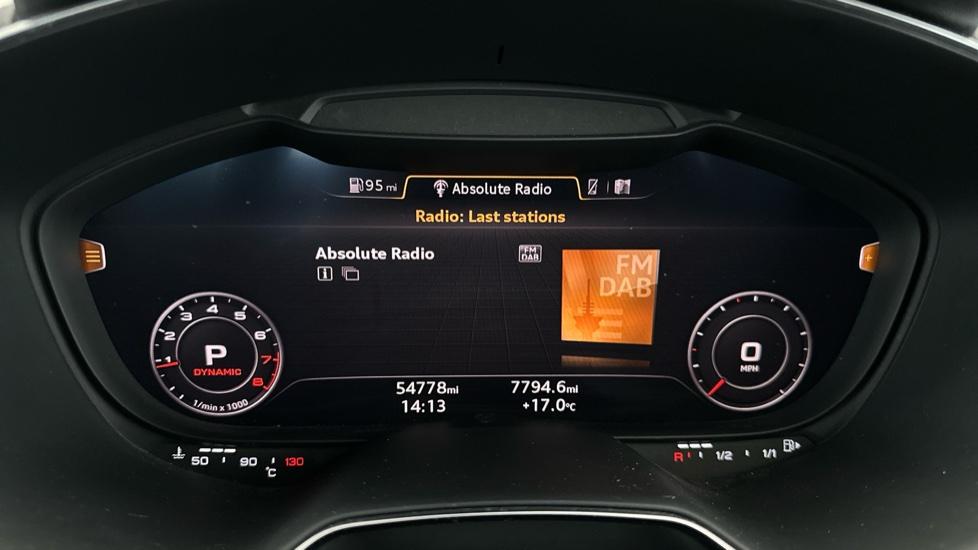 95 mi
Absolute Radio
Radio: Last stations
Absolute Radio
FM DAB
FM
DAB
1 2 3 4 5 6 7 8
P
DYNAMIC
1/min x 1000
0
MPH
54778mi 7794.6mi
14:13 +17.0°C
50 90 130
°C
R 1/2 1/1